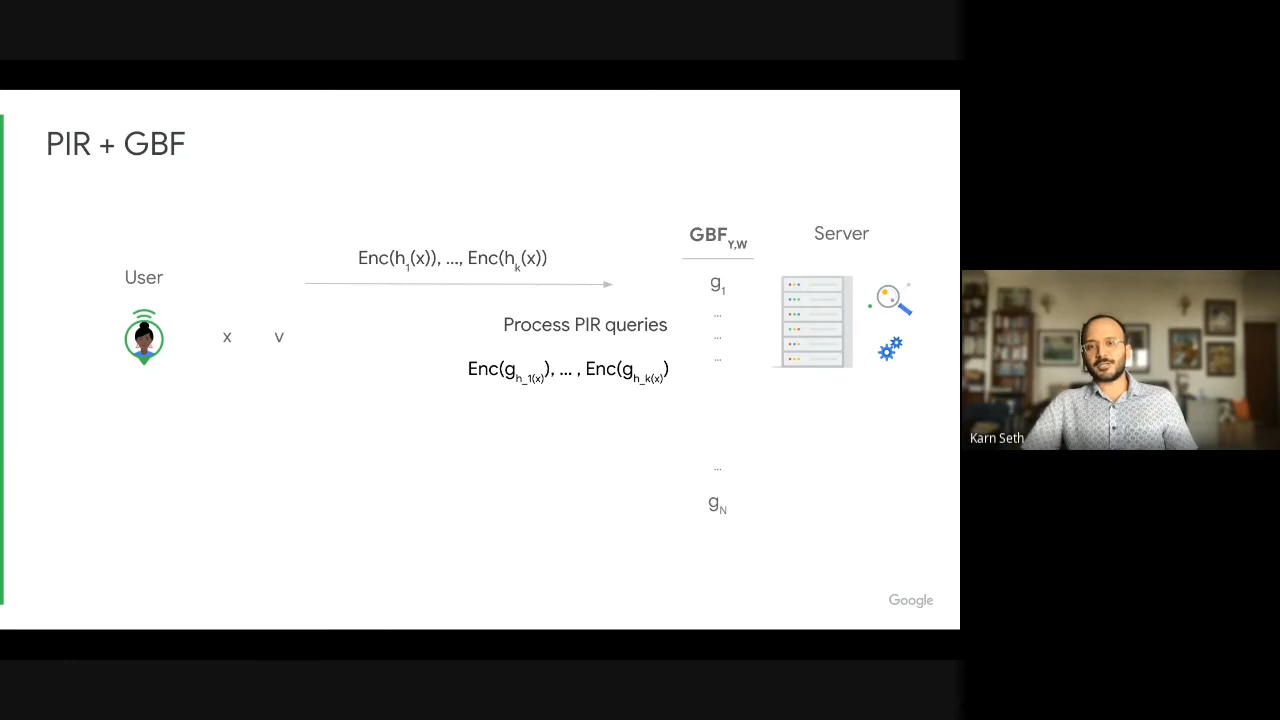 PIR + GBF
Enc(h1(x)), ..., Enc(hk(x))
GBFY,W
Server
User
g1
...
x v
Process PIR queries
...
...
Enc(gh_1(x)), ... , Enc(gh_k(x))
...
gN
Google
Karn Seth